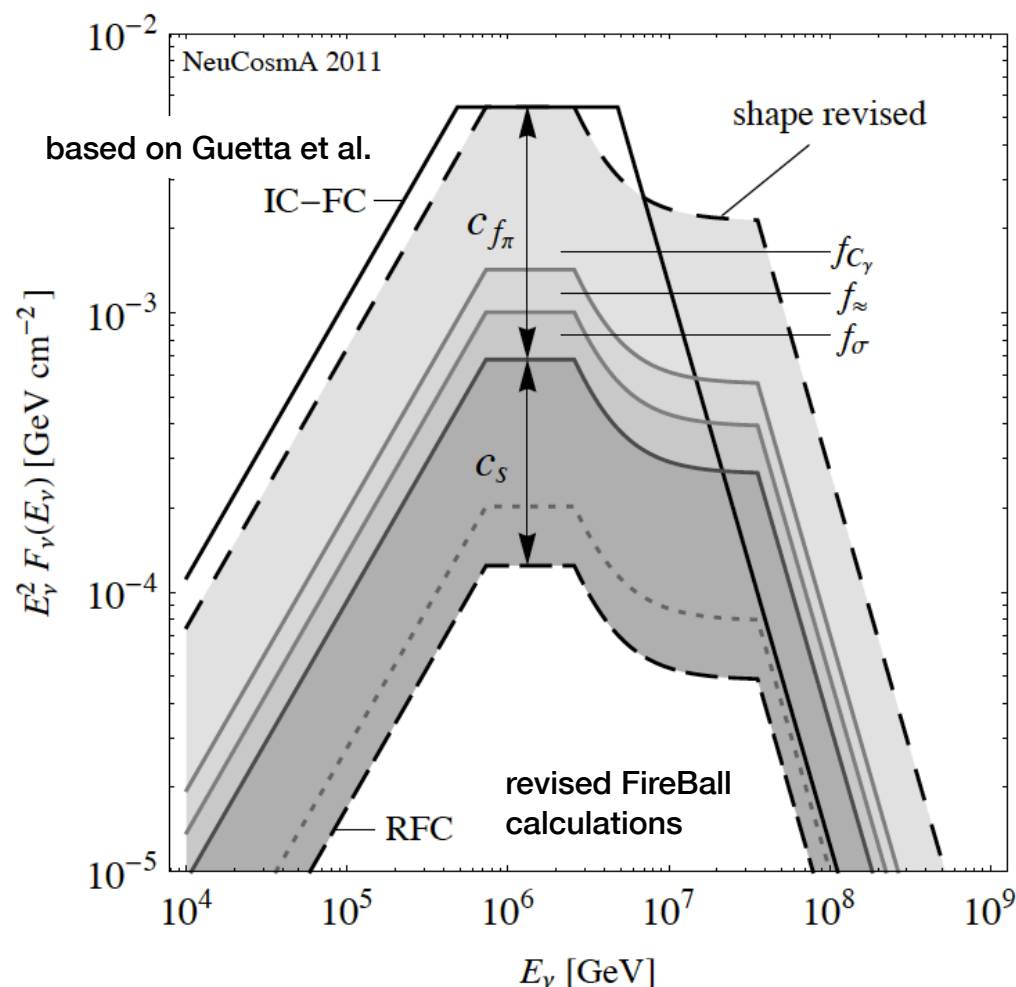 NeuCosmA 2011
based on Guetta et al.
shape revised
IC−FC
c_{f_π}
f_{C_γ}
f_≈
f_σ
c_S
revised FireBall
calculations
RFC
10^{-2}
10^{-3}
10^{-4}
10^{-5}
E_ν^2 F_ν(E_ν) [GeV cm^{-2}]
10^4 10^5 10^6 10^7 10^8 10^9
E_ν [GeV]